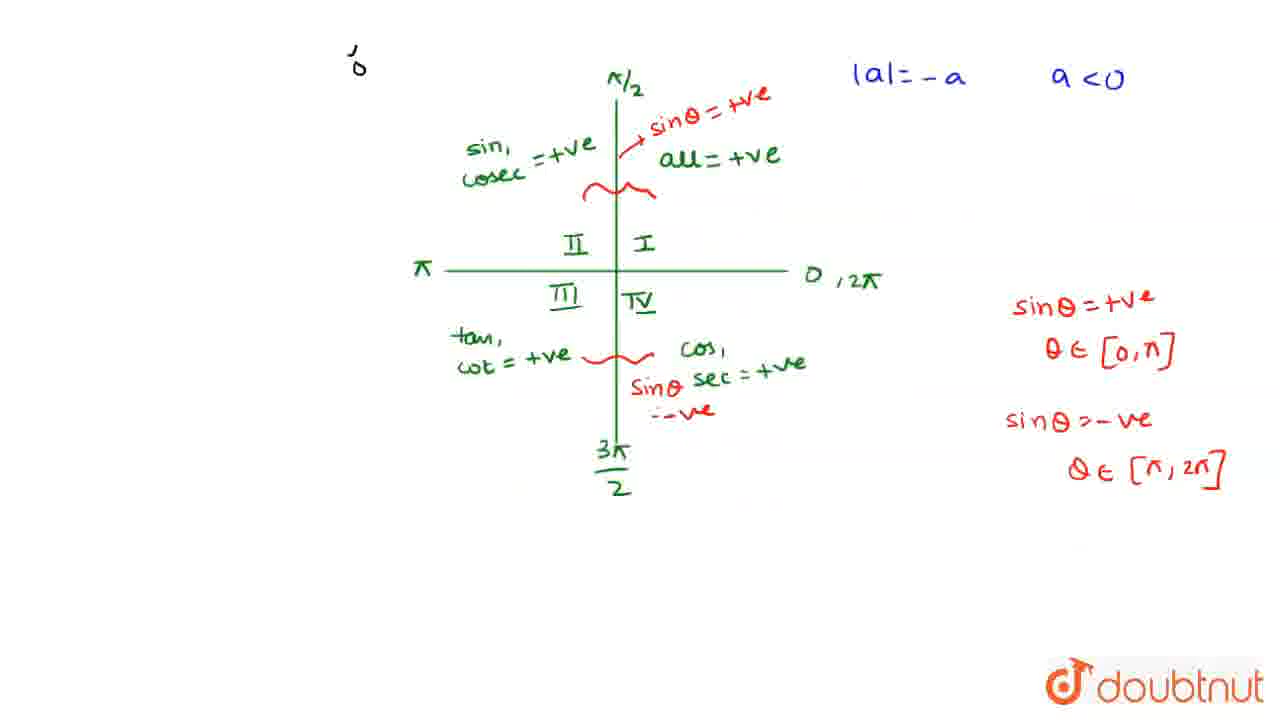 π/2
|a| = -a
a < 0
sinθ = +ve
sin,
cosec = +ve
all = +ve
II
I
π
0, 2π
III
IV
sinθ = +ve
θ ∈ [0, π]
tan,
cot = +ve
cos,
sec = +ve
sinθ
= -ve
sinθ = -ve
θ ∈ [π, 2π]
3π
2
doubtnut